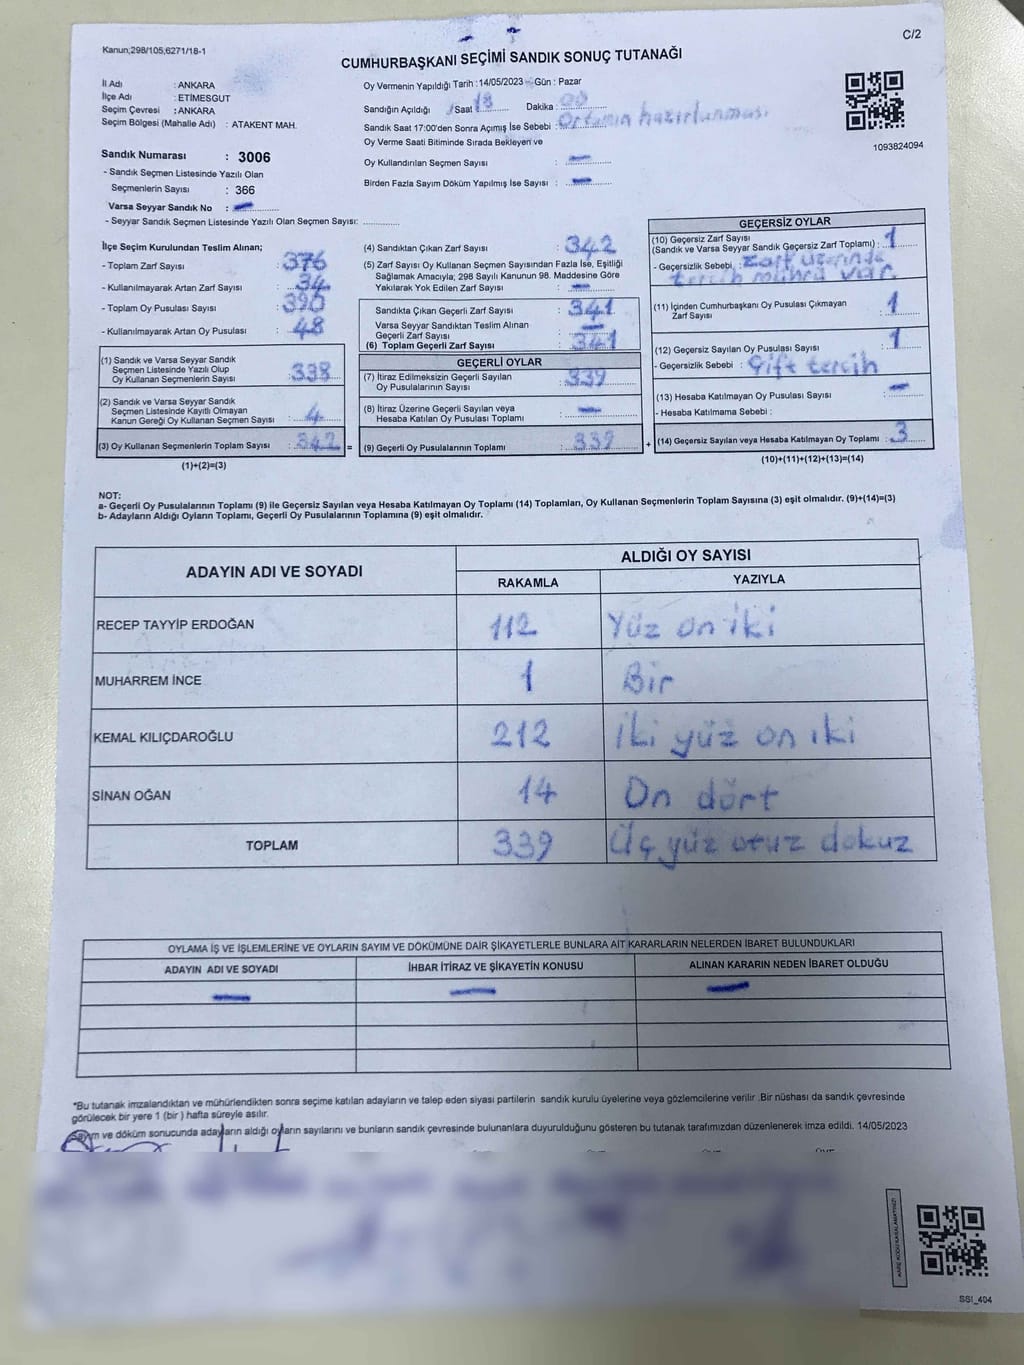 C/2
Kanun;298/105,6271/18-1
CUMHURBAŞKANI SEÇİMİ SANDIK SONUÇ TUTANAĞI
İl Adı : ANKARA
İlçe Adı : ETİMESGUT
Seçim Çevresi : ANKARA
Seçim Bölgesi (Mahalle Adı) : ATAKENT MAH.
Oy Vermenin Yapıldığı Tarih : 14/05/2023 - Gün : Pazar
Sandığın Açıldığı Saat 18 Dakika : 00
Sandık Saat 17:00'den Sonra Açımış İse Sebebi : Ortamın hazırlanması
Oy Verme Saati Bitiminde Sırada Bekleyen ve
Oy Kullandırılan Seçmen Sayısı : —
Birden Fazla Sayım Döküm Yapılmış İse Sayısı : —
1093824094
Sandık Numarası : 3006
- Sandık Seçmen Listesinde Yazılı Olan
Seçmenlerin Sayısı : 366
Varsa Seyyar Sandık No : —
- Seyyar Sandık Seçmen Listesinde Yazılı Olan Seçmen Sayısı: ............
İlçe Seçim Kurulundan Teslim Alınan;
- Toplam Zarf Sayısı : 376
- Kullanılmayarak Artan Zarf Sayısı : 34
- Toplam Oy Pusulası Sayısı : 390
- Kullanılmayarak Artan Oy Pusulası : 48
(1) Sandık ve Varsa Seyyar Sandık
Seçmen Listesinde Yazılı Olup
Oy Kullanan Seçmenlerin Sayısı : 338
(2) Sandık ve Varsa Seyyar Sandık
Seçmen Listesinde Kayıtlı Olmayan
Kanun Gereği Oy Kullanan Seçmen Sayısı : 4
(3) Oy Kullanan Seçmenlerin Toplam Sayısı : 342 =
(1)+(2)=(3)
(4) Sandıktan Çıkan Zarf Sayısı : 342
(5) Zarf Sayısı Oy Kullanan Seçmen Sayısından Fazla İse, Eşitliği
Sağlamak Amacıyla, 298 Sayılı Kanunun 98. Maddesine Göre
Yakılarak Yok Edilen Zarf Sayısı : —
Sandıkta Çıkan Geçerli Zarf Sayısı : 341
Varsa Seyyar Sandıktan Teslim Alınan
Geçerli Zarf Sayısı : —
(6) Toplam Geçerli Zarf Sayısı : 341
GEÇERLİ OYLAR
(7) İtiraz Edilmeksizin Geçerli Sayılan
Oy Pusulalarının Sayısı : 339
(8) İtiraz Üzerine Geçerli Sayılan veya
Hesaba Katılan Oy Pusulası Toplamı : —
(9) Geçerli Oy Pusulalarının Toplamı : 339 +
GEÇERSİZ OYLAR
(10) Geçersiz Zarf Sayısı
(Sandık ve Varsa Seyyar Sandık Geçersiz Zarf Toplamı) : 1
- Geçersizlik Sebebi : Zarf üzerinde
tercih mührü var.
(11) İçinden Cumhurbaşkanı Oy Pusulası Çıkmayan
Zarf Sayısı : 1
(12) Geçersiz Sayılan Oy Pusulası Sayısı : 1
- Geçersizlik Sebebi : Çift tercih
(13) Hesaba Katılmayan Oy Pusulası Sayısı : —
- Hesaba Katılmama Sebebi :
(14) Geçersiz Sayılan veya Hesaba Katılmayan Oy Toplamı : 3
(10)+(11)+(12)+(13)=(14)
NOT:
a- Geçerli Oy Pusulalarının Toplamı (9) ile Geçersiz Sayılan veya Hesaba Katılmayan Oy Toplamı (14) Toplamları, Oy Kullanan Seçmenlerin Toplam Sayısına (3) eşit olmalıdır. (9)+(14)=(3)
b- Adayların Aldığı Oyların Toplamı, Geçerli Oy Pusulalarının Toplamına (9) eşit olmalıdır.
ADAYIN ADI VE SOYADI
ALDIĞI OY SAYISI
RAKAMLA YAZIYLA
RECEP TAYYİP ERDOĞAN 112 Yüz on iki
MUHARREM İNCE 1 Bir
KEMAL KILIÇDAROĞLU 212 İki yüz on iki
SİNAN OĞAN 14 On dört
TOPLAM 339 Üç yüz otuz dokuz
OYLAMA İŞ VE İŞLEMLERİNE VE OYLARIN SAYIM VE DÖKÜMÜNE DAİR ŞİKAYETLERLE BUNLARA AİT KARARLARIN NELERDEN İBARET BULUNDUKLARI
ADAYIN ADI VE SOYADI İHBAR İTİRAZ VE ŞİKAYETİN KONUSU ALINAN KARARIN NEDEN İBARET OLDUĞU
— — —
*Bu tutanak imzalandıktan ve mühürlendikten sonra seçime katılan adayların ve talep eden siyasi partilerin sandık kurulu üyelerine veya gözlemcilerine verilir .Bir nüshası da sandık çevresinde
görülecek bir yere 1 (bir ) hafta süreyle asılır.
Sayım ve döküm sonucunda adayların aldığı oyların sayılarını ve bunların sandık çevresinde bulunanlara duyurulduğunu gösteren bu tutanak tarafımızdan düzenlenerek imza edildi. 14/05/2023
SSI_404